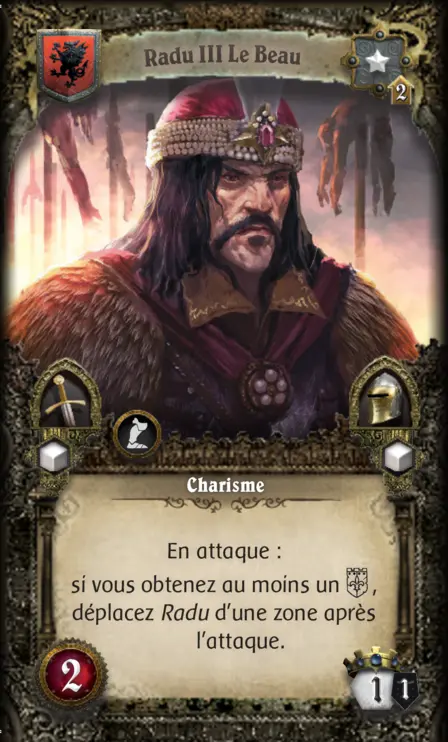 Radu III Le Beau
2
Charisme
En attaque :
si vous obtenez au moins un ,
déplacez Radu d'une zone après
l'attaque.
2
1 1